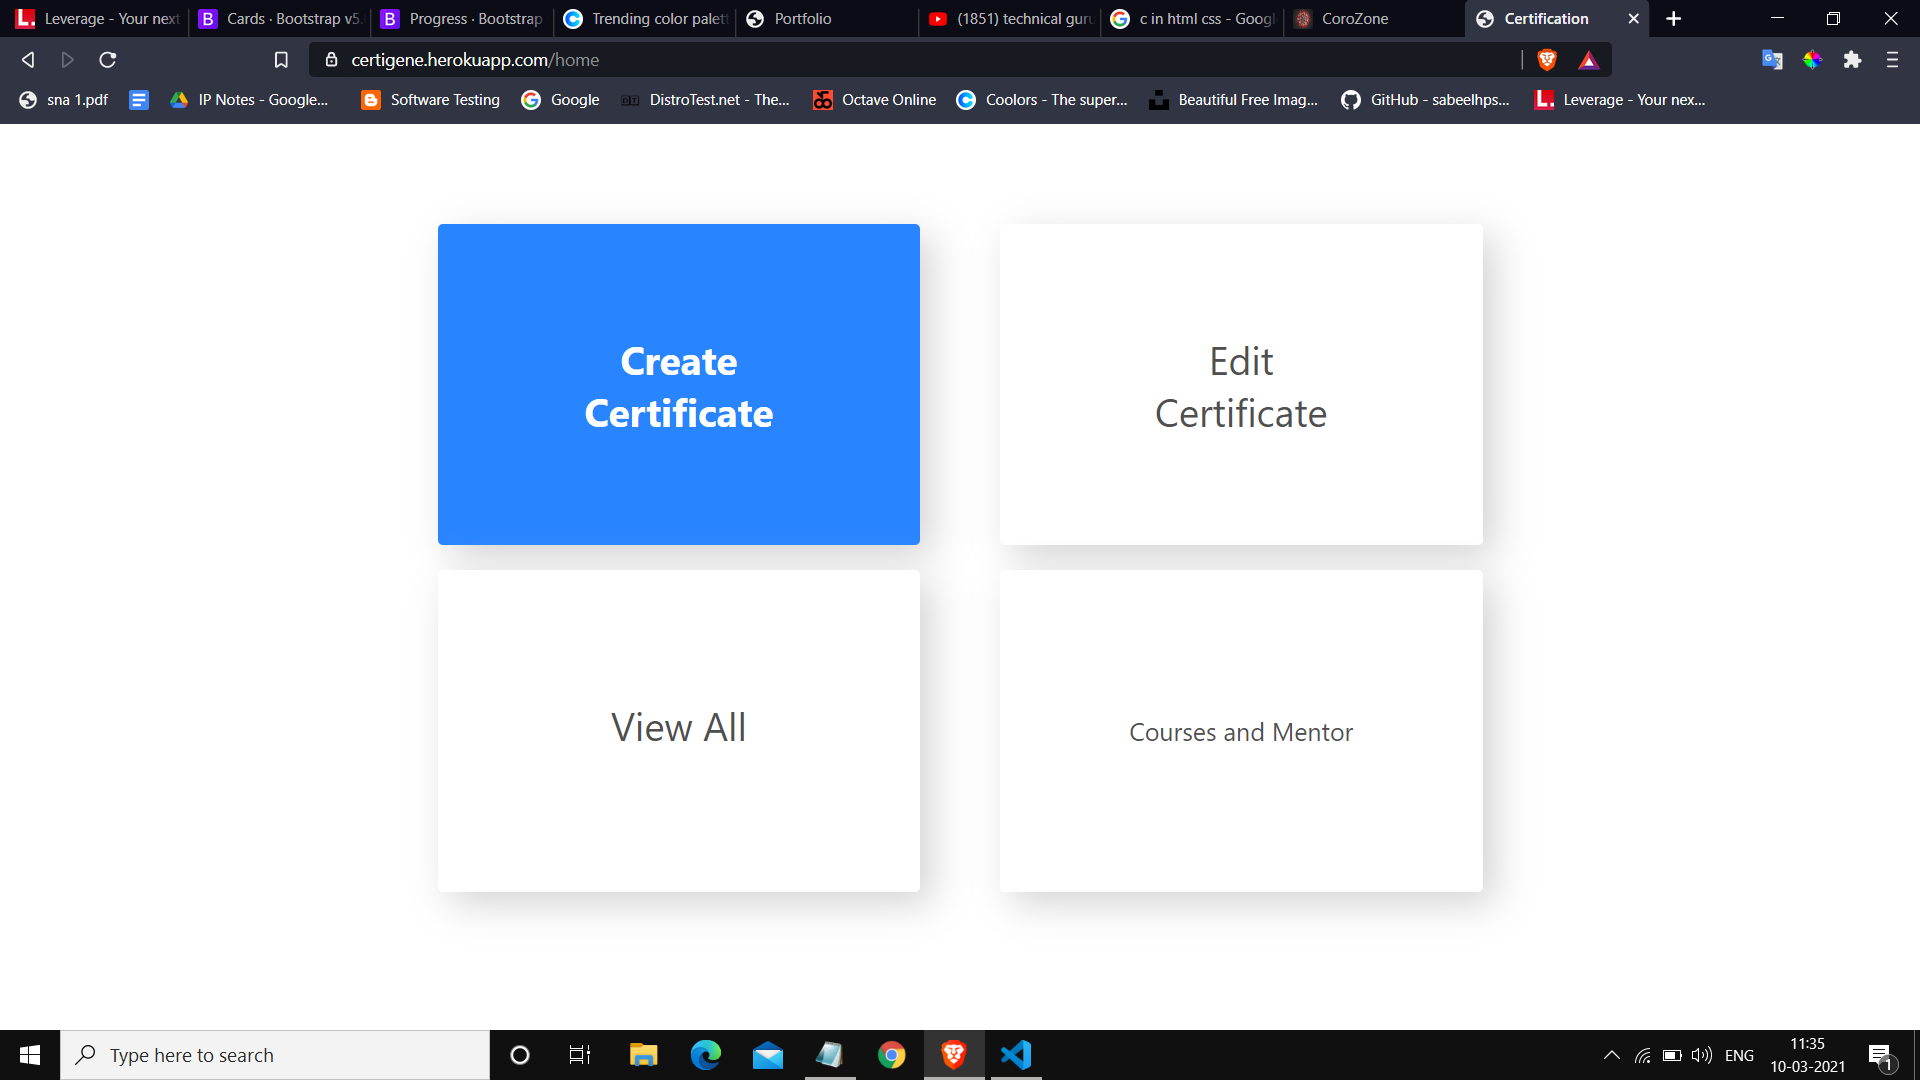 Leverage - Your next
Cards · Bootstrap v5.
Progress · Bootstrap
Trending color palett
Portfolio
(1851) technical guru
c in html css - Googl
CoroZone
Certification
certigene.herokuapp.com/home
sna 1.pdf
IP Notes - Google...
Software Testing
Google
DistroTest.net - The...
Octave Online
Coolors - The super...
Beautiful Free Imag...
GitHub - sabeelhps...
Leverage - Your nex...
Create
Certificate
Edit
Certificate
View All
Courses and Mentor
Type here to search
ENG
11:35
10-03-2021
1